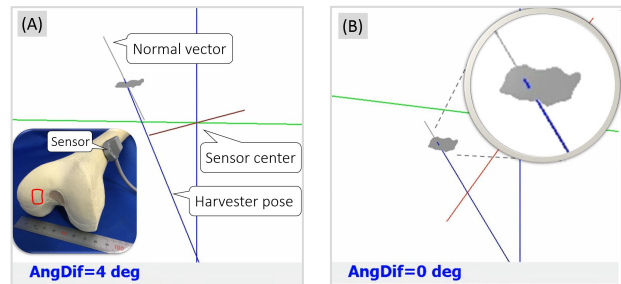 (A)
Normal vector
Sensor
Sensor center
Harvester pose
AngDif=4 deg
(B)
AngDif=0 deg